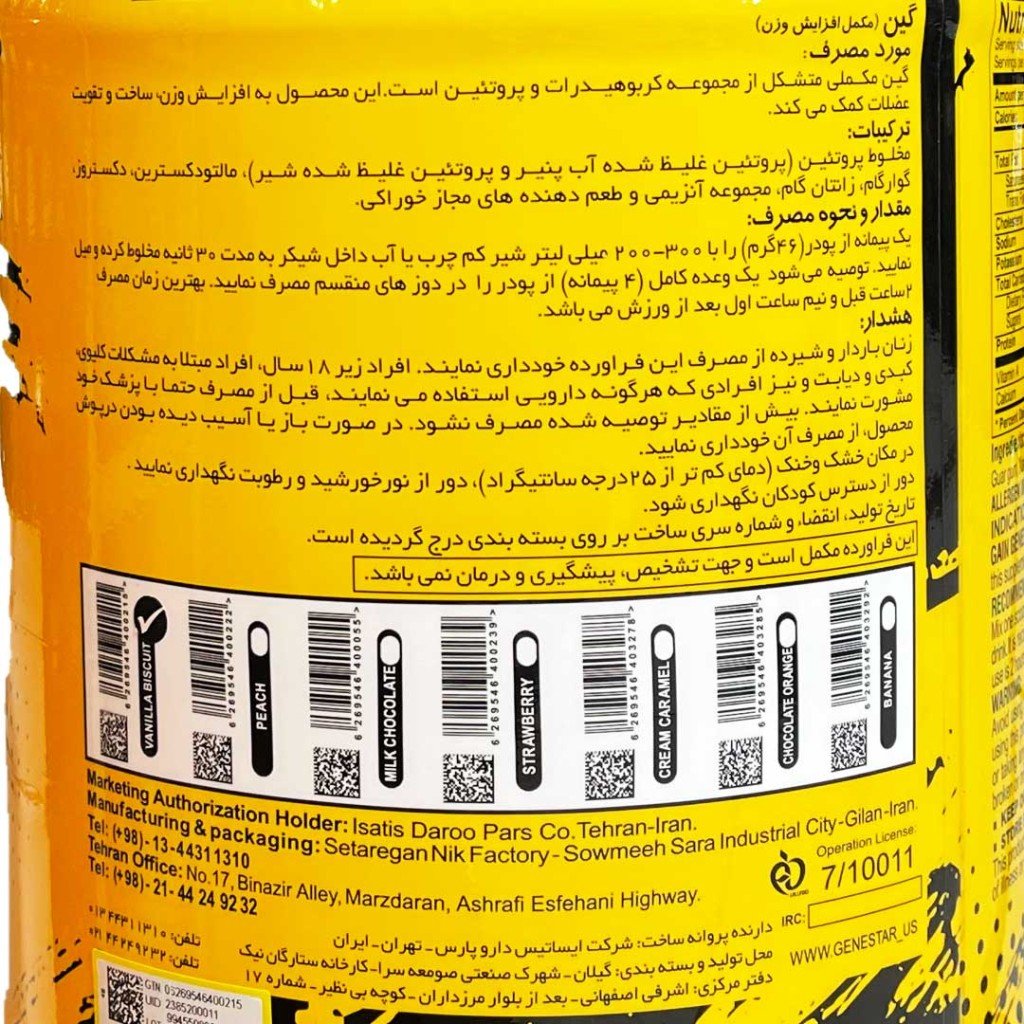 گین (مکمل افزایش وزن)
مورد مصرف:
گین مکملی متشکل از مجموعه کربوهیدرات و پروتئین است. این محصول به افزایش وزن، ساخت و تقویت
عضلات کمک می کند.
ترکیبات:
مخلوط پروتئین (پروتئین غلیظ شده آب پنیر و پروتئین غلیظ شده شیر)، مالتودکسترین، دکستروز،
گوارگام، زانتان گام، مجموعه آنزیمی و طعم دهنده های مجاز خوراکی.
مقدار و نحوه مصرف:
یک پیمانه از پودر(۴۶گرم) را با ۳۰۰-۲۰۰ میلی لیتر شیر کم چرب یا آب داخل شیکر به مدت ۳۰ ثانیه مخلوط کرده و میل
نمایید. توصیه می شود یک وعده کامل (۴ پیمانه) از پودر را در دوز های منقسم مصرف نمایید. بهترین زمان مصرف
۲ساعت قبل و نیم ساعت اول بعد از ورزش می باشد.
هشدار:
زنان باردار و شیرده از مصرف این فراورده خودداری نمایند. افراد زیر ۱۸سال، افراد مبتلا به مشکلات کلیوی،
کبدی و دیابت و نیز افرادی که هرگونه دارویی استفاده می نمایند، قبل از مصرف حتما با پزشک خود
مشورت نمایند. بیش از مقادیر توصیه شده مصرف نشود. در صورت باز یا آسیب دیده بودن درپوش
محصول، از مصرف آن خودداری نمایید.
در مکان خشک وخنک (دمای کم تر از ۲۵درجه سانتیگراد)، دور از نورخورشید و رطوبت نگهداری نمایید.
دور از دسترس کودکان نگهداری شود.
تاریخ تولید، انقضاء و شماره سری ساخت بر روی بسته بندی درج گردیده است.
این فراورده مکمل است و جهت تشخیص، پیشگیری و درمان نمی باشد.
6 269546 400215
VANILLA BISCUIT
6 269546 400222
PEACH
6 269546 400055
MILK CHOCOLATE
6 269546 400239
STRAWBERRY
6 269546 403278
CREAM CARAMEL
6 269546 403285
CHOCOLATE ORANGE
6 269546 403292
BANANA
Marketing Authorization Holder: Isatis Daroo Pars Co.Tehran-Iran.
Manufacturing & packaging: Setaregan Nik Factory - Sowmeeh Sara Industrial City-Gilan-Iran.
Tel: (+98)- 13-44311310
Tehran Office: No.17, Binazir Alley, Marzdaran, Ashrafi Esfehani Highway.
Tel: (+98)- 21- 44 24 92 32
Operation License:
7/10011
IRC:
WWW.GENESTAR_US
دارنده پروانه ساخت: شرکت ایساتیس دارو پارس - تهران - ایران
محل تولید و بسته بندی: گیلان - شهرک صنعتی صومعه سرا - کارخانه ستارگان نیک
تلفن: ۰۱۳۴۴۳۱۱۳۱۰
دفتر مرکزی: اشرفی اصفهانی - بعد از بلوار مرزداران - کوچه بی نظیر - شماره ۱۷
تلفن: ۰۲۱ ۴۴۲۴۹۲۳۲
GTIN 06269546400215
UID 2385200011
Amount
Total
Sodium
Protein
Vitamin A
Calcium